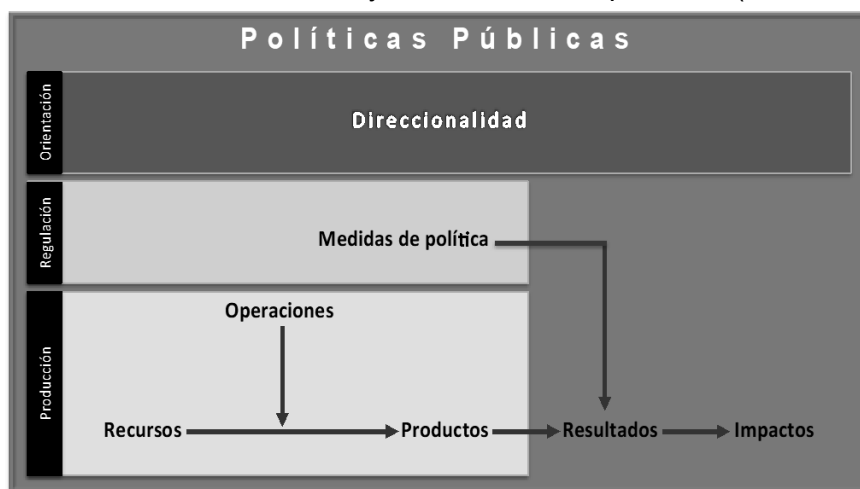 Políticas Públicas
Orientación
Direccionalidad
Regulación
Medidas de política
Producción
Operaciones
Recursos
Productos
Resultados
Impactos